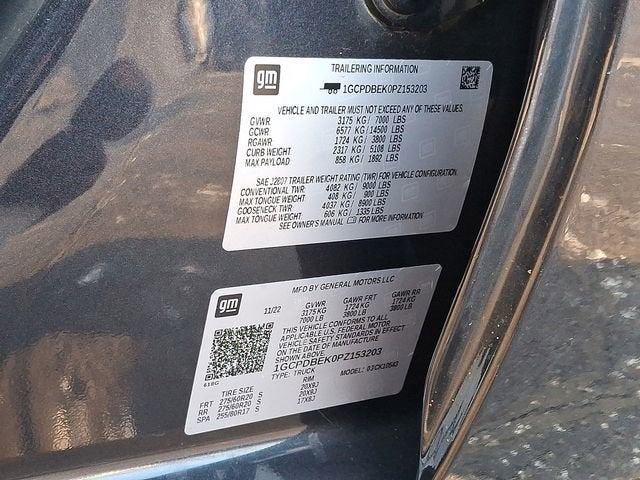 gm
TRAILERING INFORMATION
1GCPDBEK0PZ153203
VEHICLE AND TRAILER MUST NOT EXCEED ANY OF THESE VALUES.
GVWR 3175 KG / 7000 LBS
GCWR 6577 KG / 14500 LBS
RGAWR 1724 KG / 3800 LBS
CURB WEIGHT 2317 KG / 5108 LBS
MAX PAYLOAD 858 KG / 1892 LBS
SAE J2807 TRAILER WEIGHT RATING (TWR) FOR VEHICLE CONFIGURATION.
CONVENTIONAL TWR 4082 KG / 9000 LBS
MAX TONGUE WEIGHT 408 KG / 900 LBS
GOOSENECK TWR 4037 KG / 8900 LBS
MAX TONGUE WEIGHT 606 KG / 1335 LBS
SEE OWNER'S MANUAL FOR MORE INFORMATION.
gm
MFD BY GENERAL MOTORS LLC
11/22 GVWR GAWR FRT GAWR RR
3175 KG 1724 KG 1724 KG
7000 LB 3800 LB 3800 LB
THIS VEHICLE CONFORMS TO ALL
APPLICABLE U.S. FEDERAL MOTOR
VEHICLE SAFETY STANDARDS IN EFFECT
ON THE DATE OF MANUFACTURE
SHOWN ABOVE.
1GCPDBEK0PZ153203
TYPE: TRUCK MODEL: 03CK10543
618G
TIRE SIZE RIM
FRT 275/60R20 S 20X9J
RR 275/60R20 S 20X9J
SPA 255/80R17 S 17X8J